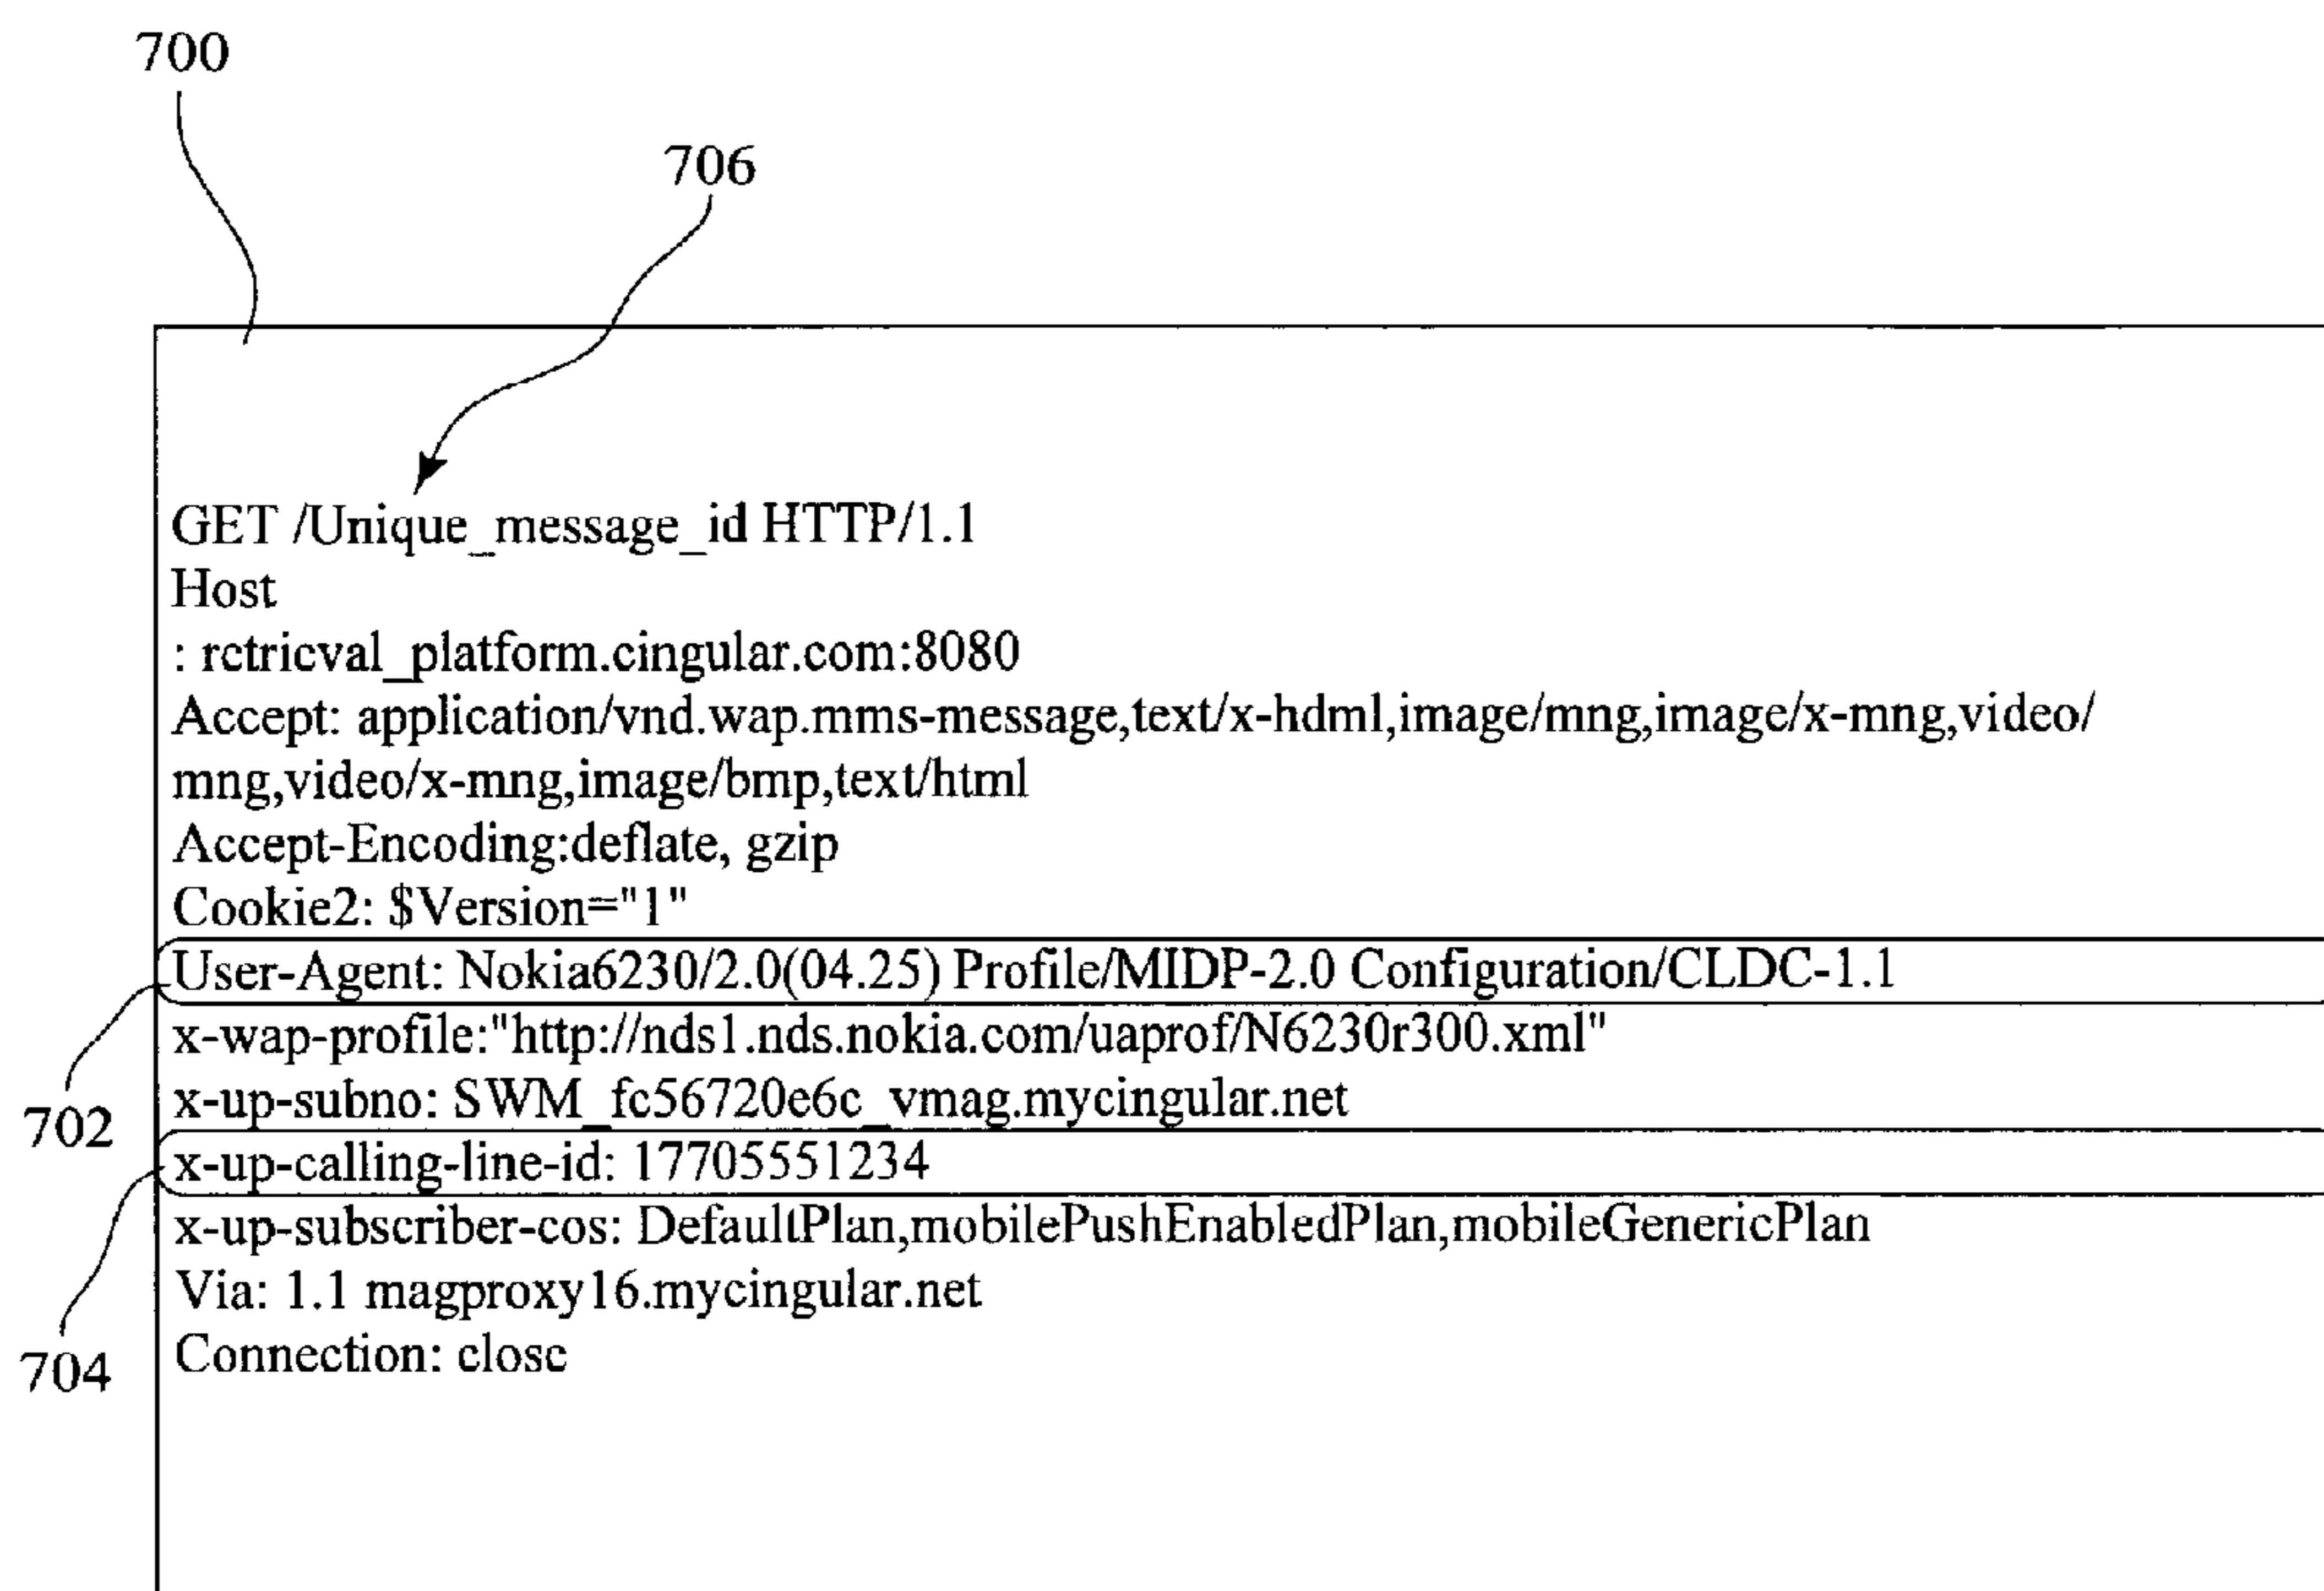 700
706
GET /Unique_message_id HTTP/1.1
Host
: retrieval_platform.cingular.com:8080
Accept: application/vnd.wap.mms-message,text/x-hdml,image/mng,image/x-mng,video/
mng,video/x-mng,image/bmp,text/html
Accept-Encoding:deflate, gzip
Cookie2: $Version="1"
User-Agent: Nokia6230/2.0(04.25) Profile/MIDP-2.0 Configuration/CLDC-1.1
x-wap-profile:"http://nds1.nds.nokia.com/uaprof/N6230r300.xml"
x-up-subno: SWM_fc56720e6c_vmag.mycingular.net
702
x-up-calling-line-id: 17705551234
x-up-subscriber-cos: DefaultPlan,mobilePushEnabledPlan,mobileGenericPlan
Via: 1.1 magproxy16.mycingular.net
Connection: close
704